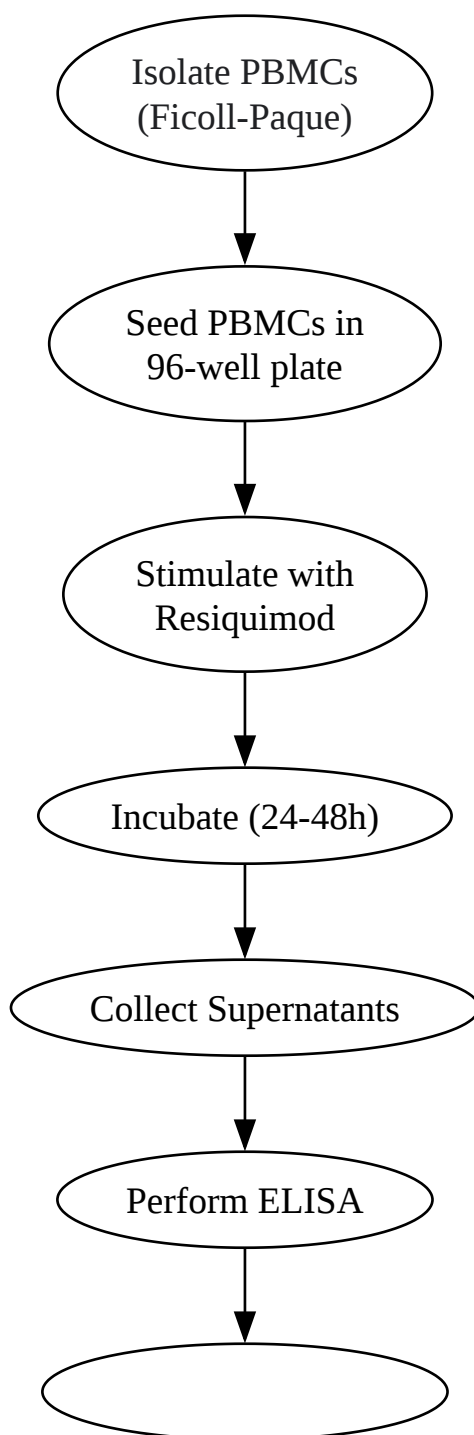 Isolate PBMCs
(Ficoll-Paque)
Seed PBMCs in
96-well plate
Stimulate with
Resiquimod
Incubate (24-48h)
Collect Supernatants
Perform ELISA